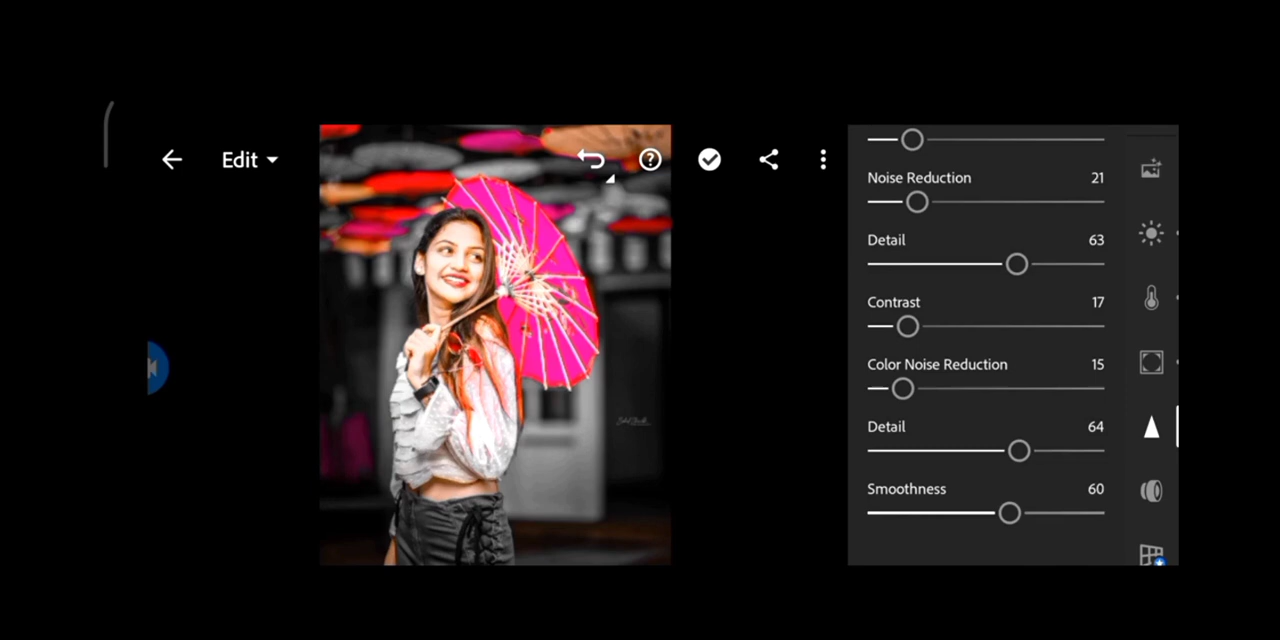 Edit
Noise Reduction 21
Detail 63
Contrast 17
Color Noise Reduction 15
Detail 64
Smoothness 60